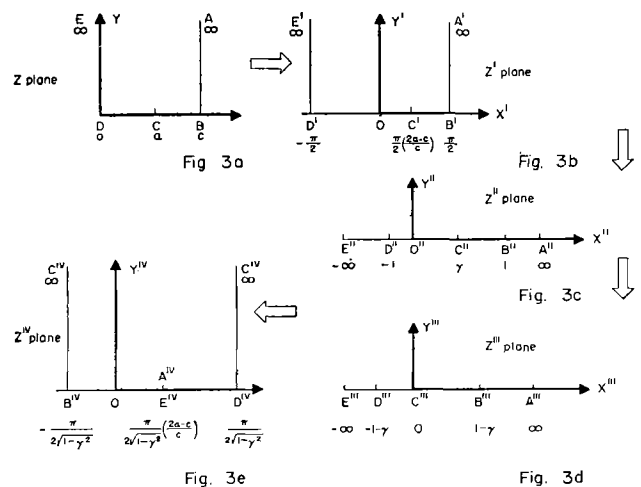 E Y A
∞ ∞
Z plane
D C B
o a c
Fig 3a
E' Y' A'
∞ ∞
Z' plane
D' O C' B' X'
-π/2 π/2(2a-c/c) π/2
Fig 3b
Y''
Z'' plane
X''
E'' D'' O'' C'' B'' A''
-∞ -1 γ 1 ∞
Fig. 3c
Y'''
Z''' plane
X'''
E''' D''' C''' B''' A'''
-∞ -1-γ 0 1-γ ∞
Fig. 3d
C^IV Y^IV C^IV
∞ ∞
Z^IV plane
A^IV
B^IV O E^IV D^IV
-π/2√1-γ² π/2√1-γ²(2a-c/c) π/2√1-γ²
Fig 3e